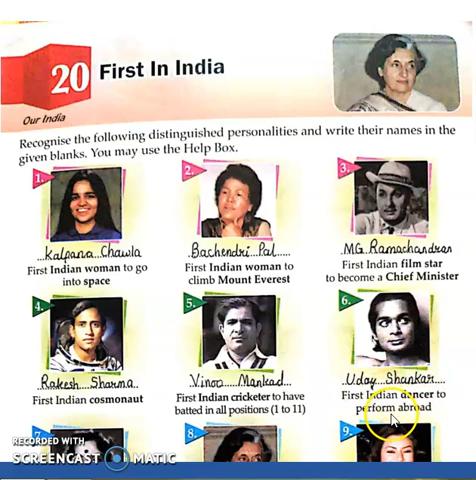 20 First In India
Our India
Recognise the following distinguished personalities and write their names in the
given blanks. You may use the Help Box.
1. 2. 3.
...Kalpana...Chawla Bachendri...Pal..... MG Ramachandran
First Indian woman to go First Indian woman to First Indian film star
into space climb Mount Everest to become a Chief Minister
4. 5. 6.
Rakesh...Sharma.. Vinoo...Mankad... Uday...Shankar....
First Indian cosmonaut First Indian cricketer to have First Indian dancer to
batted in all positions (1 to 11) perform abroad
7. 8. 9.
RECORDED WITH
SCREENCAST MATIC